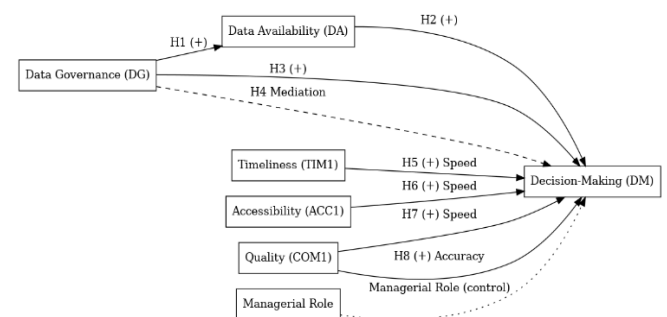 Data Availability (DA)
H2 (+)
H1 (+)
Data Governance (DG)
H3 (+)
H4 Mediation
Timeliness (TIM1)
H5 (+) Speed
Decision-Making (DM)
H6 (+) Speed
Accessibility (ACC1)
H7 (+) Speed
Quality (COM1)
H8 (+) Accuracy
Managerial Role (control)
Managerial Role